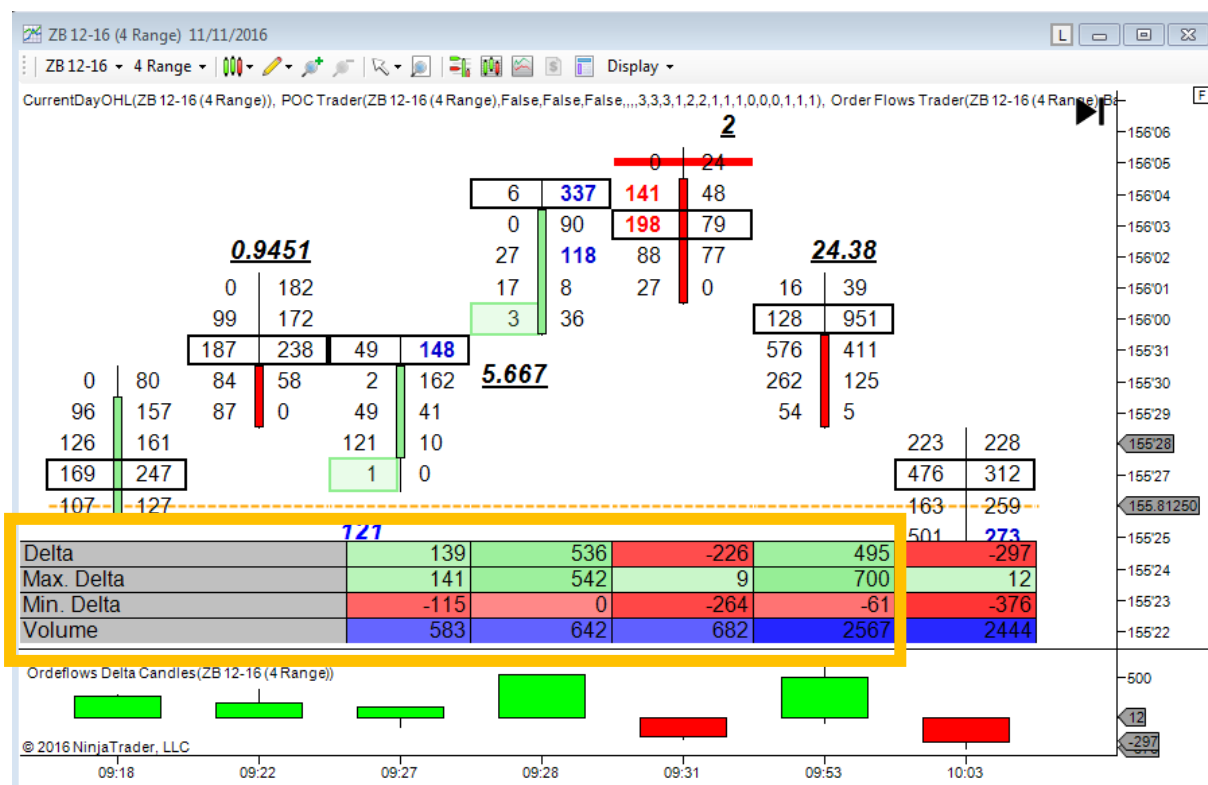 ZB 12-16 (4 Range) 11/11/2016
L
ZB 12-16 4 Range $ Display
CurrentDayOHL(ZB 12-16 (4 Range)), POC Trader(ZB 12-16 (4 Range),False,False,False,,,,3,3,3,1,2,2,1,1,1,0,0,0,1,1,1), Order Flows Trader(ZB 12-16 (4 Range)
F
2
156'06
0 24 156'05
6 337 141 48 156'04
0 90 198 79 156'03
0.9451 27 118 88 77 24.38 156'02
0 182 17 8 27 0 16 39 156'01
99 172 3 36 128 951 156'00
187 238 49 148 576 411 155'31
0 80 84 58 2 162 5.667 262 125 155'30
96 157 87 0 49 41 54 5 155'29
126 161 121 10 223 228 155'28
169 247 1 0 476 312 155'27
107 127 163 259 155.81250
121 501 273 155'25
Delta 139 536 -226 495 -297
Max. Delta 141 542 9 700 12 155'24
Min. Delta -115 0 -264 -61 -376 155'23
Volume 583 642 682 2567 2444 155'22
Ordeflows Delta Candles(ZB 12-16 (4 Range))
500
12
-297
© 2016 NinjaTrader, LLC
09:18 09:22 09:27 09:28 09:31 09:53 10:03